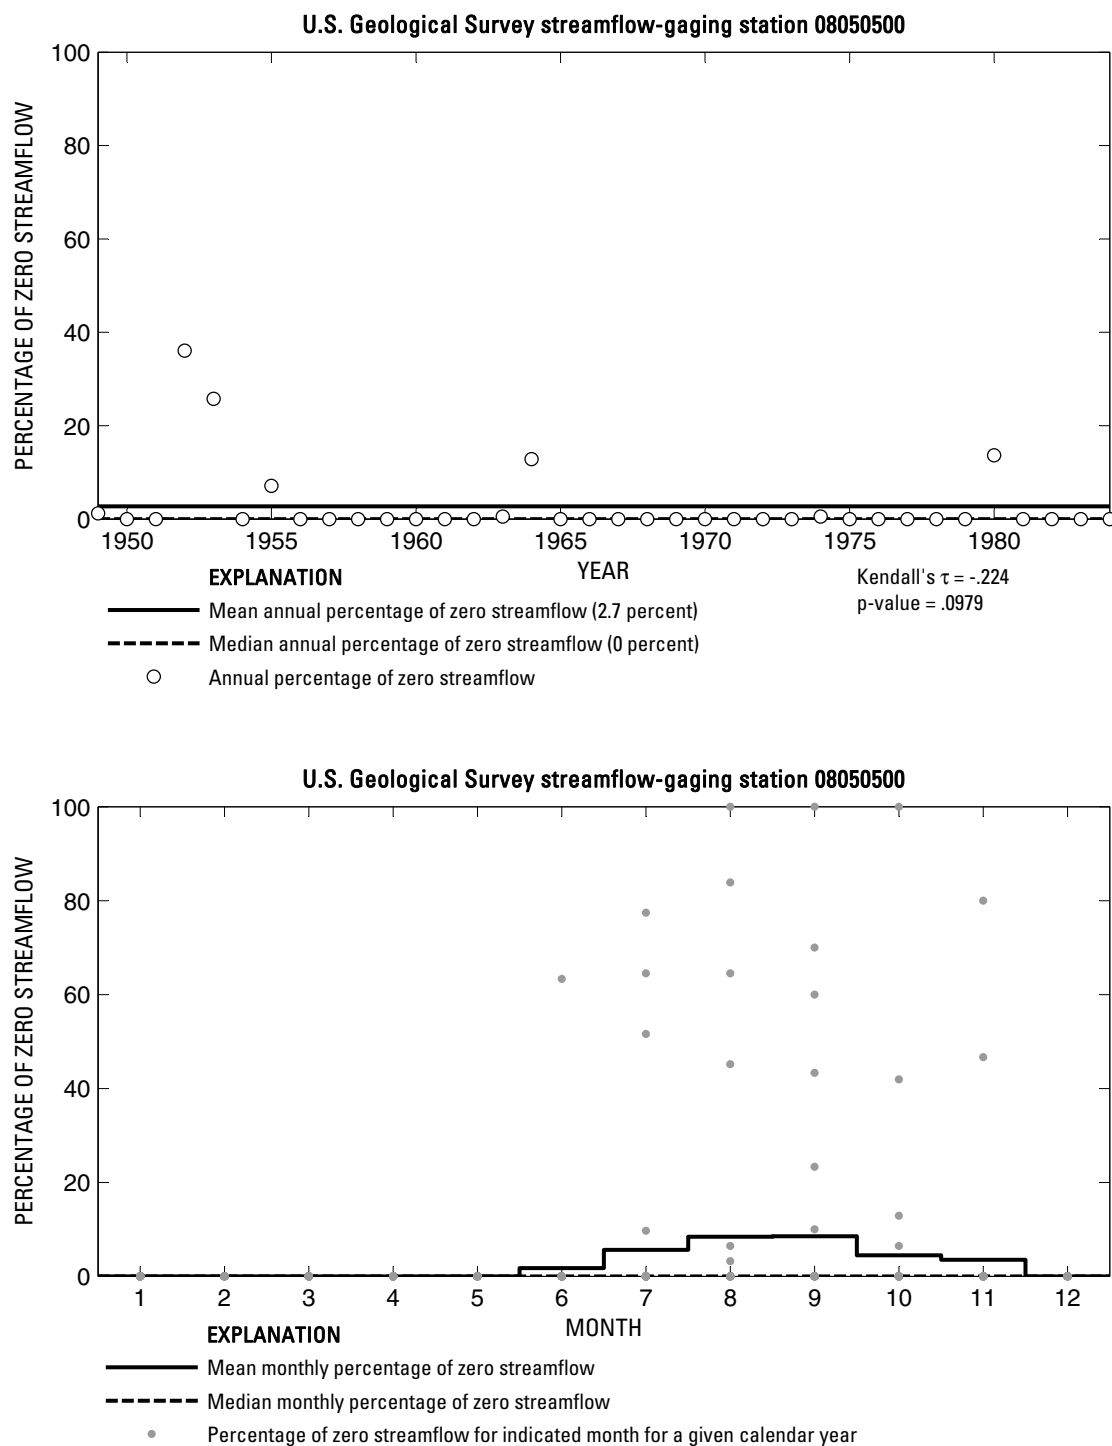 U.S. Geological Survey streamflow-gaging station 08050500
PERCENTAGE OF ZERO STREAMFLOW
100
80
60
40
20
0
1950 1955 1960 1965 1970 1975 1980
YEAR
Kendall's τ = -.224
p-value = .0979
EXPLANATION
Mean annual percentage of zero streamflow (2.7 percent)
Median annual percentage of zero streamflow (0 percent)
Annual percentage of zero streamflow
U.S. Geological Survey streamflow-gaging station 08050500
PERCENTAGE OF ZERO STREAMFLOW
100
80
60
40
20
0
1 2 3 4 5 6 7 8 9 10 11 12
MONTH
EXPLANATION
Mean monthly percentage of zero streamflow
Median monthly percentage of zero streamflow
Percentage of zero streamflow for indicated month for a given calendar year